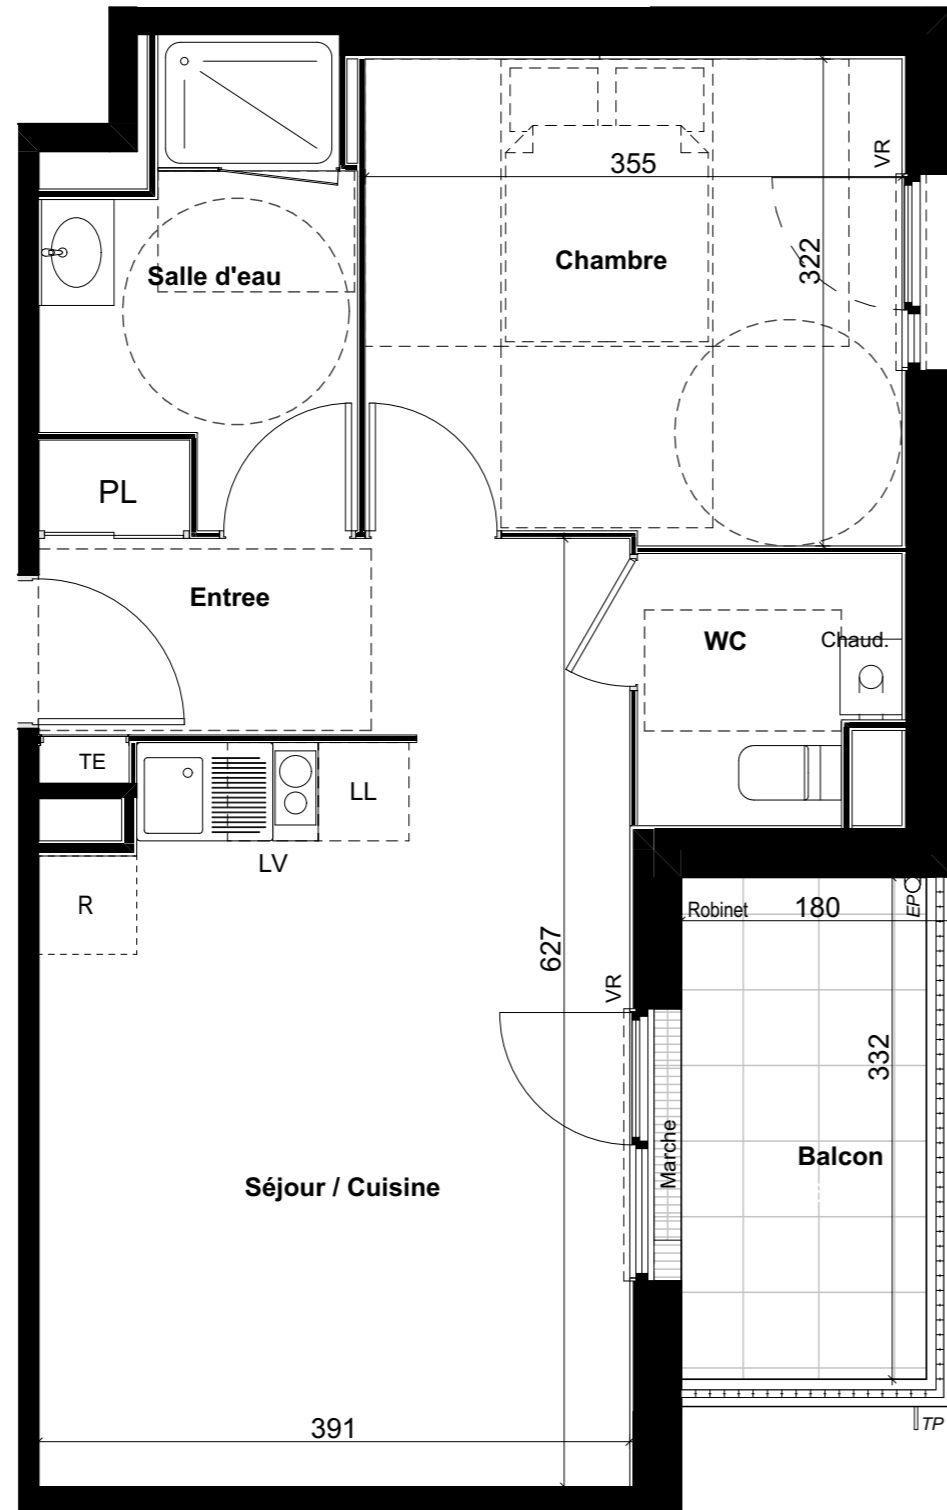 355
VR
Chambre
322
Salle d'eau
PL
Entree
WC
Chaud.
TE
LL
LV
R
Robinet
180
EP
627
VR
332
Marche
Balcon
Séjour / Cuisine
391
TP